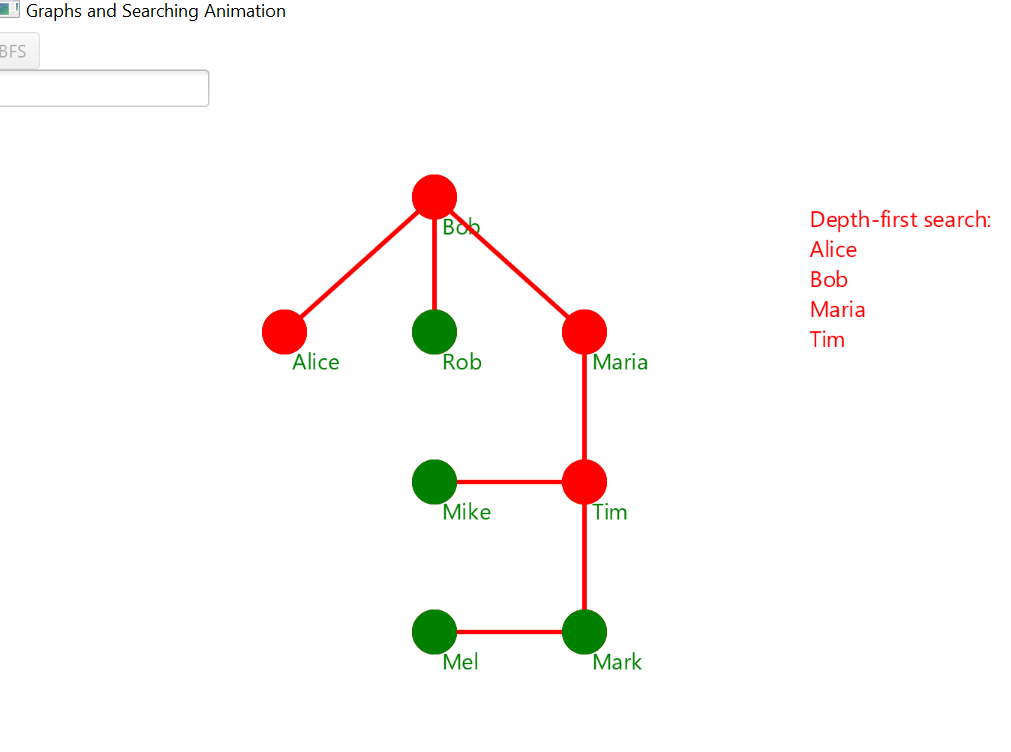 Graphs and Searching Animation
BFS
Bob
Alice
Rob
Maria
Mike
Tim
Mel
Mark
Depth-first search:
Alice
Bob
Maria
Tim